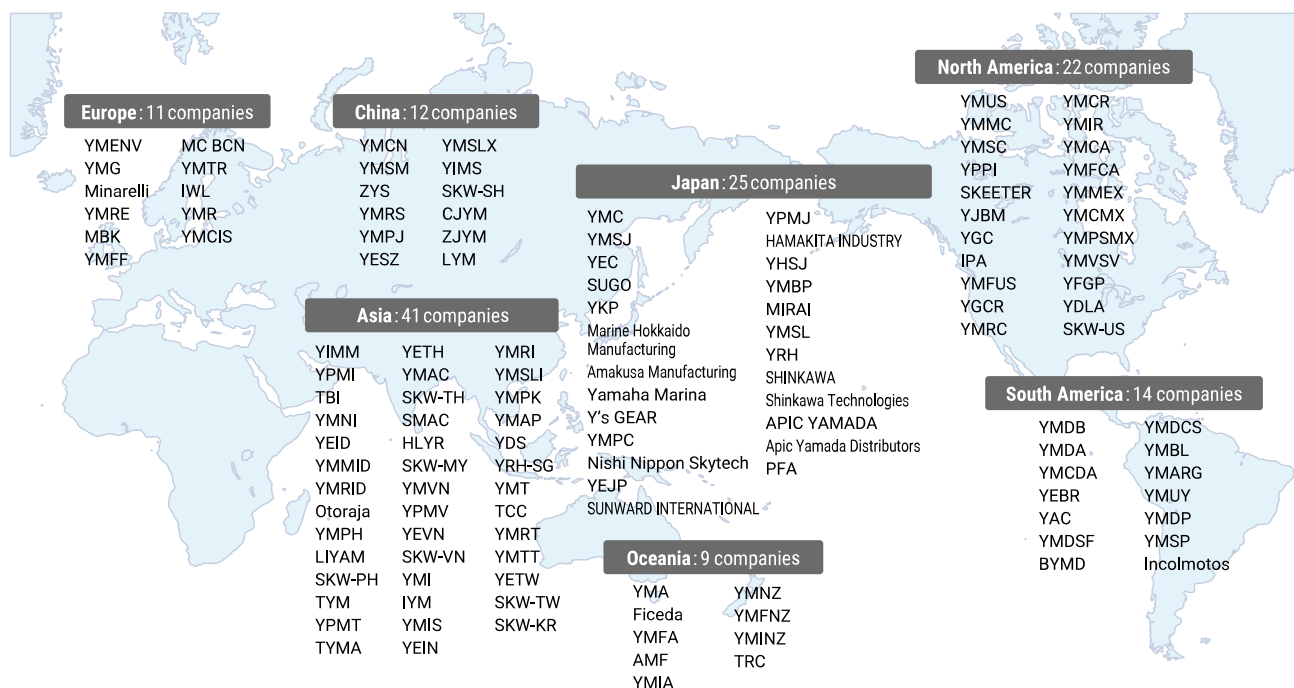 Europe : 11 companies
YMENV
YMG
Minarelli
YMRE
MBK
YMFF
MC BCN
YMTR
IWL
YMR
YMCIS
China : 12 companies
YMCN
YMSM
ZYS
YMRS
YMPJ
YESZ
YMSLX
YIMS
SKW-SH
CJYM
ZJYM
LYM
Asia : 41 companies
YIMM
YPMI
TBI
YMNI
YEID
YMMID
YMRID
Otoraja
YMPH
LIYAM
SKW-PH
TYM
YPMT
TYMA
YETH
YMAC
SKW-TH
SMAC
HLYR
SKW-MY
YMVN
YPMV
YEVN
SKW-VN
YMI
IYM
YMIS
YEIN
YMRI
YMSLI
YMPK
YMAP
YDS
YRH-SG
YMT
TCC
YMRT
YMTT
YETW
SKW-TW
SKW-KR
Japan : 25 companies
YMC
YMSJ
YEC
SUGO
YKP
Marine Hokkaido
Manufacturing
Amakusa Manufacturing
Yamaha Marina
Y's GEAR
YMPC
Nishi Nippon Skytech
YEJP
SUNWARD INTERNATIONAL
YPMJ
HAMAKITA INDUSTRY
YHSJ
YMBP
MIRAI
YMSL
YRH
SHINKAWA
Shinkawa Technologies
APIC YAMADA
Apic Yamada Distributors
PFA
Oceania : 9 companies
YMA
Ficeda
YMFA
AMF
YMIA
YMNZ
YMFNZ
YMINZ
TRC
North America : 22 companies
YMUS
YMMC
YMSC
YPPI
SKEETER
YJBM
YGC
IPA
YMFUS
YGCR
YMRC
YMCR
YMIR
YMCA
YMFCA
YMMEX
YMCMX
YMPSMX
YMVSV
YFGP
YDLA
SKW-US
South America : 14 companies
YMDB
YMDA
YMCDA
YEBR
YAC
YMDSF
BYMD
YMDCS
YMBL
YMARG
YMUY
YMDP
YMSP
Incolmotos